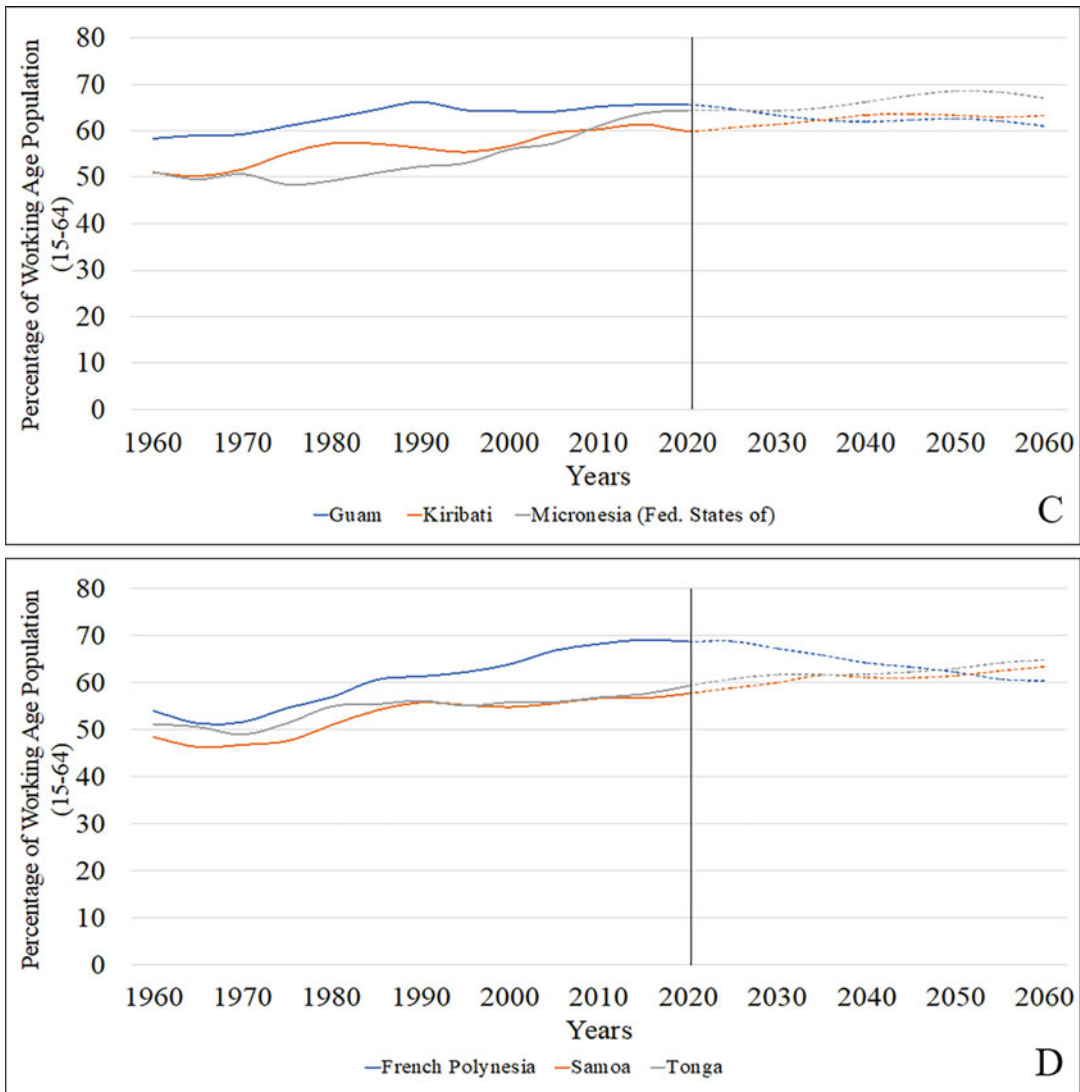 80
70
60
50
40
30
20
10
0
Percentage of Working Age Population
(15-64)
1960 1970 1980 1990 2000 2010 2020 2030 2040 2050 2060
Years
Guam Kiribati Micronesia (Fed. States of)
C
80
70
60
50
40
30
20
10
0
Percentage of Working Age Population
(15-64)
1960 1970 1980 1990 2000 2010 2020 2030 2040 2050 2060
Years
French Polynesia Samoa Tonga
D